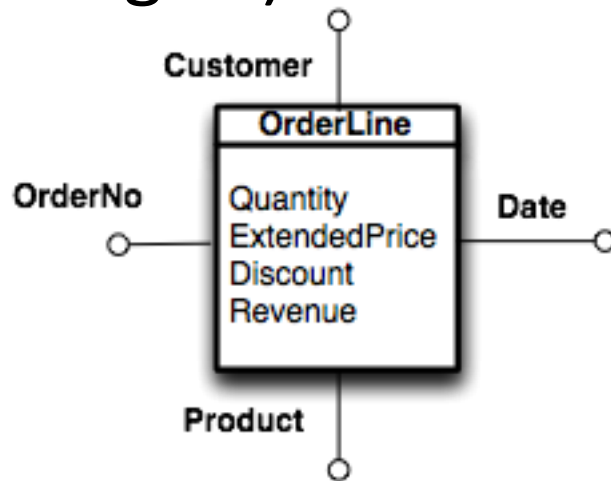 Customer
OrderLine
OrderNo
Quantity
ExtendedPrice
Discount
Revenue
Date
Product